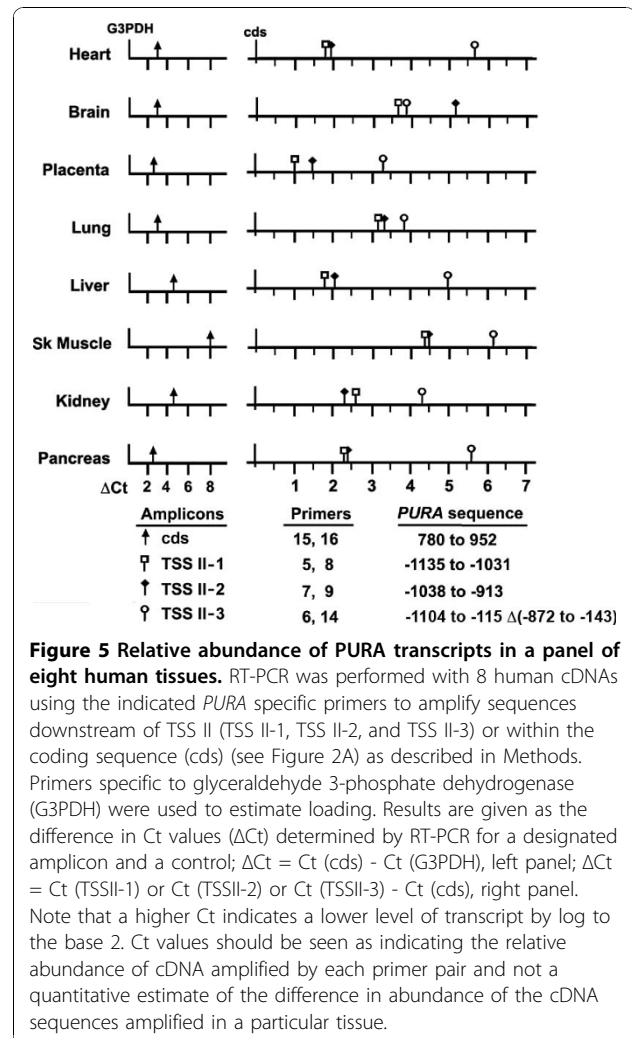 G3PDH cds
Heart
Brain
Placenta
Lung
Liver
Sk Muscle
Kidney
Pancreas
ΔCt 2 4 6 8 1 2 3 4 5 6 7
Amplicons Primers PURA sequence
cds 15, 16 780 to 952
TSS II-1 5, 8 -1135 to -1031
TSS II-2 7, 9 -1038 to -913
TSS II-3 6, 14 -1104 to -115 Δ(-872 to -143)
Figure 5 Relative abundance of PURA transcripts in a panel of
eight human tissues. RT-PCR was performed with 8 human cDNAs
using the indicated PURA specific primers to amplify sequences
downstream of TSS II (TSS II-1, TSS II-2, and TSS II-3) or within the
coding sequence (cds) (see Figure 2A) as described in Methods.
Primers specific to glyceraldehyde 3-phosphate dehydrogenase
(G3PDH) were used to estimate loading. Results are given as the
difference in Ct values (ΔCt) determined by RT-PCR for a designated
amplicon and a control; ΔCt = Ct (cds) - Ct (G3PDH), left panel; ΔCt
= Ct (TSSII-1) or Ct (TSSII-2) or Ct (TSSII-3) - Ct (cds), right panel.
Note that a higher Ct indicates a lower level of transcript by log to
the base 2. Ct values should be seen as indicating the relative
abundance of cDNA amplified by each primer pair and not a
quantitative estimate of the difference in abundance of the cDNA
sequences amplified in a particular tissue.